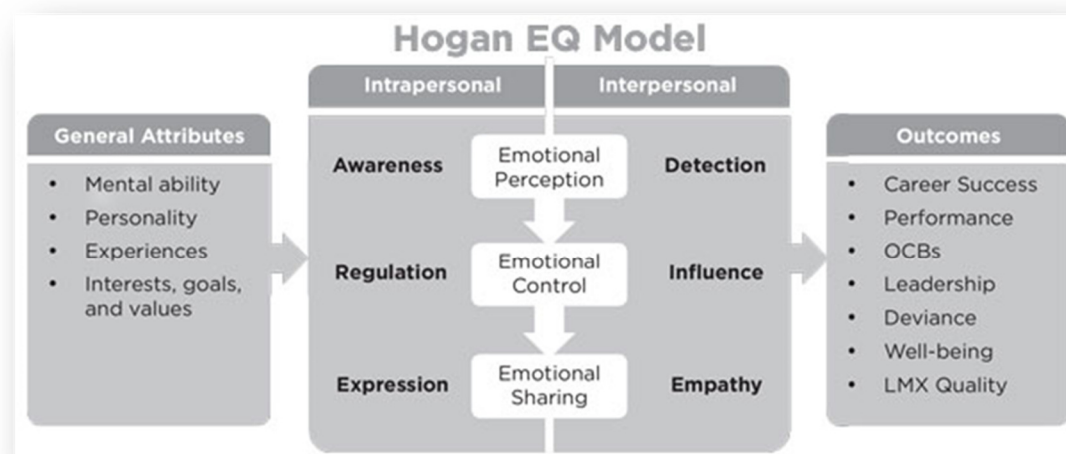 Hogan EQ Model
Intrapersonal
Interpersonal
General Attributes
• Mental ability
• Personality
• Experiences
• Interests, goals,
and values
Awareness
Emotional
Perception
Detection
Regulation
Emotional
Control
Influence
Expression
Emotional
Sharing
Empathy
Outcomes
• Career Success
• Performance
• OCBs
• Leadership
• Deviance
• Well-being
• LMX Quality